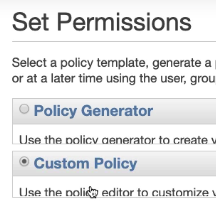 Set Permissions
Select a policy template, generate a
or at a later time using the user, grou
Policy Generator
Use the policy generator to create
Custom Policy
Use the policy editor to customize